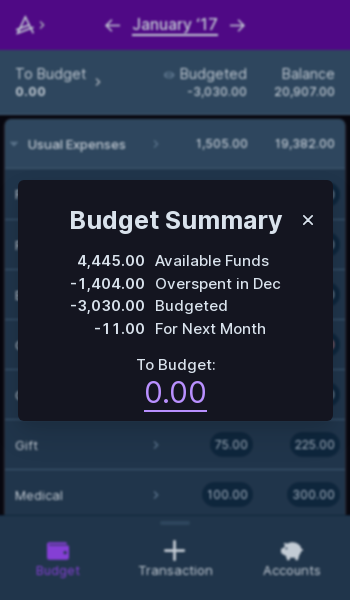 January '17
To Budget
0.00
Budgeted
-3,030.00
Balance
20,907.00
Usual Expenses 1,505.00 19,382.00
Budget Summary
4,445.00 Available Funds
-1,404.00 Overspent in Dec
-3,030.00 Budgeted
-11.00 For Next Month
To Budget:
0.00
Gift 75.00 225.00
Medical 100.00 300.00
Budget Transaction Accounts